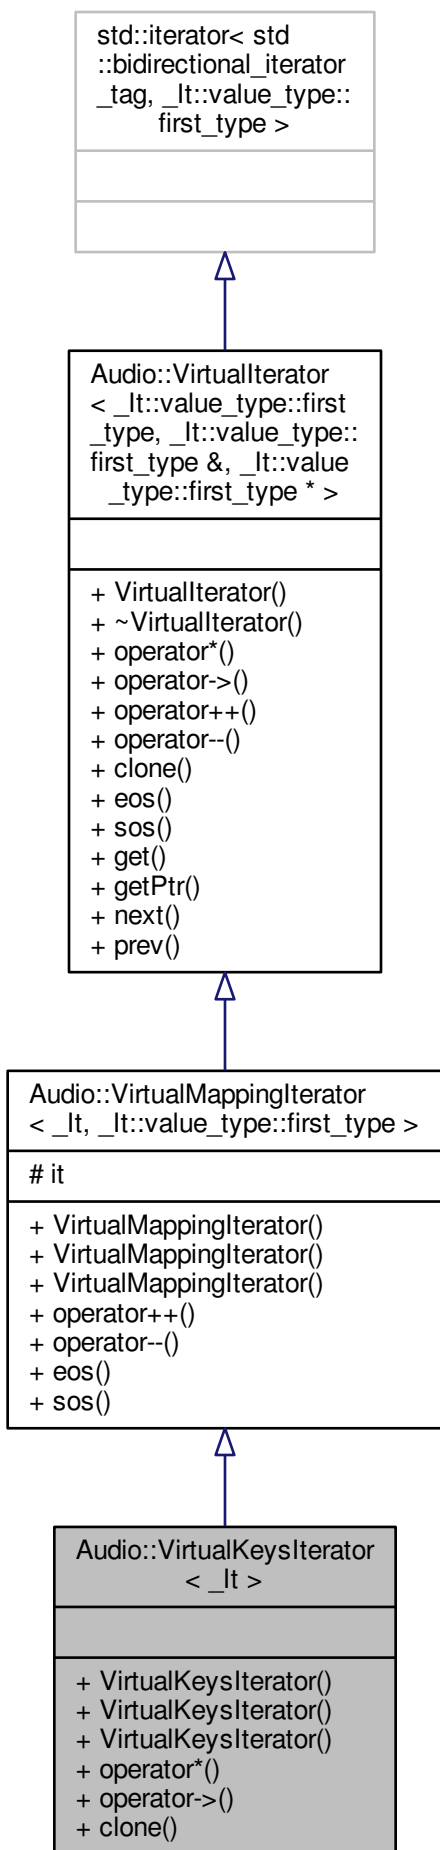 std::iterator< std
::bidirectional_iterator
_tag, _It::value_type::
first_type >
Audio::VirtualIterator
< _It::value_type::first
_type, _It::value_type::
first_type &, _It::value
_type::first_type * >
+ VirtualIterator()
+ ~VirtualIterator()
+ operator*()
+ operator->()
+ operator++()
+ operator--()
+ clone()
+ eos()
+ sos()
+ get()
+ getPtr()
+ next()
+ prev()
Audio::VirtualMappingIterator
< _It, _It::value_type::first_type >
# it
+ VirtualMappingIterator()
+ VirtualMappingIterator()
+ VirtualMappingIterator()
+ operator++()
+ operator--()
+ eos()
+ sos()
Audio::VirtualKeysIterator
< _It >
+ VirtualKeysIterator()
+ VirtualKeysIterator()
+ VirtualKeysIterator()
+ operator*()
+ operator->()
+ clone()